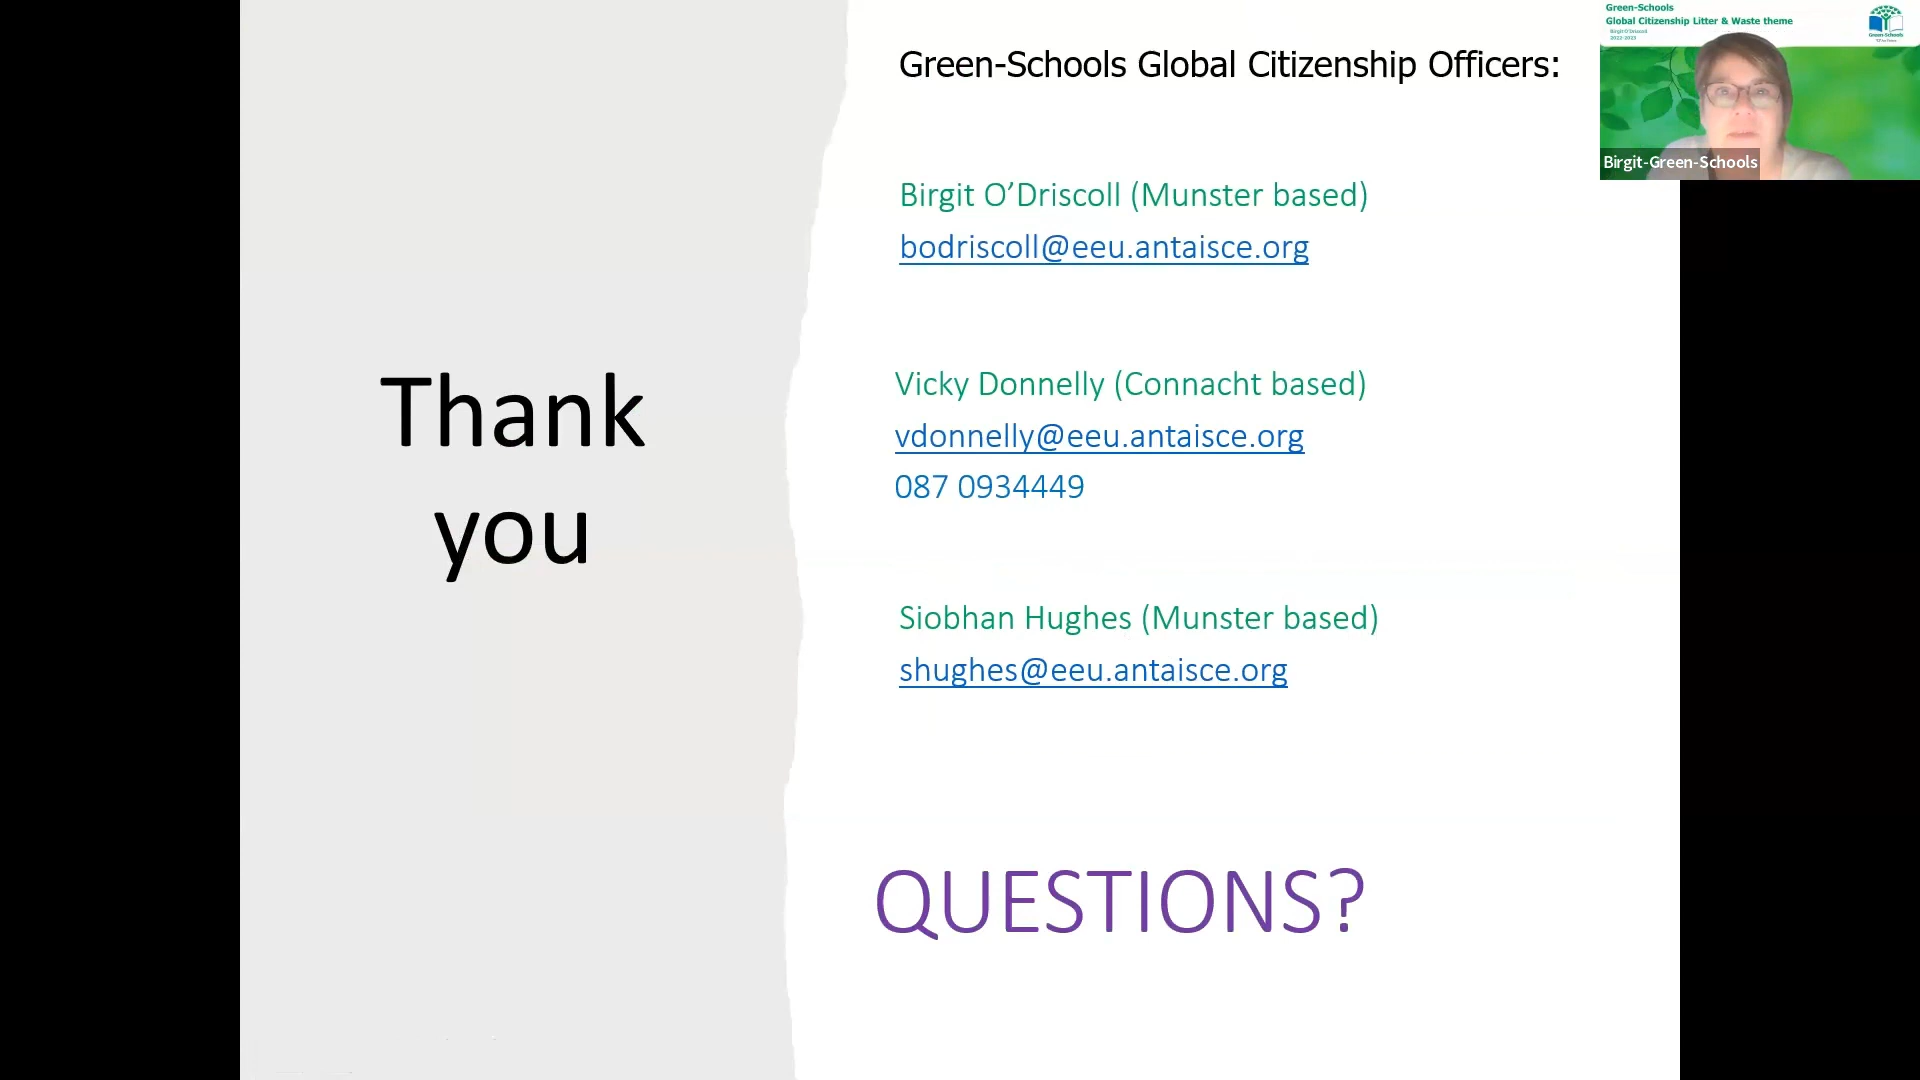 Green-Schools Global Citizenship Officers:
Birgit O’Driscoll (Munster based)
bodriscoll@eeu.antaisce.org
Vicky Donnelly (Connacht based)
vdonnelly@eeu.antaisce.org
087 0934449
Siobhan Hughes (Munster based)
shughes@eeu.antaisce.org
Thank
you
QUESTIONS?
Green-Schools
Global Citizenship Litter & Waste theme
Birgit O'Driscoll
2022-2023
Green-Schools
Birgit-Green-Schools